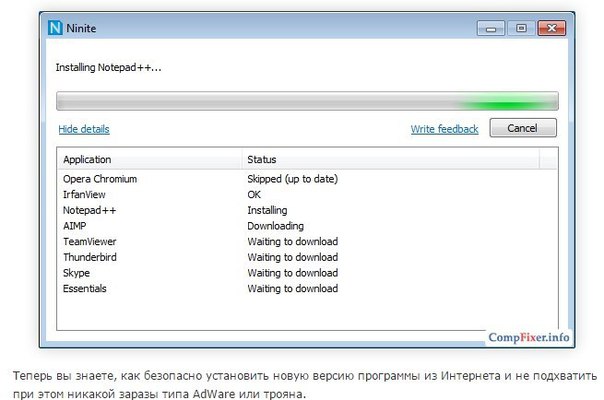 Ninite
Installing Notepad++...
Hide details
Write feedback
Cancel
Application Status
Opera Chromium Skipped (up to date)
IrfanView OK
Notepad++ Installing
AIMP Downloading
TeamViewer Waiting to download
Thunderbird Waiting to download
Skype Waiting to download
Essentials Waiting to download
CompFixer.info
Теперь вы знаете, как безопасно установить новую версию программы из Интернета и не подхватить
при этом никакой заразы типа AdWare или трояна.